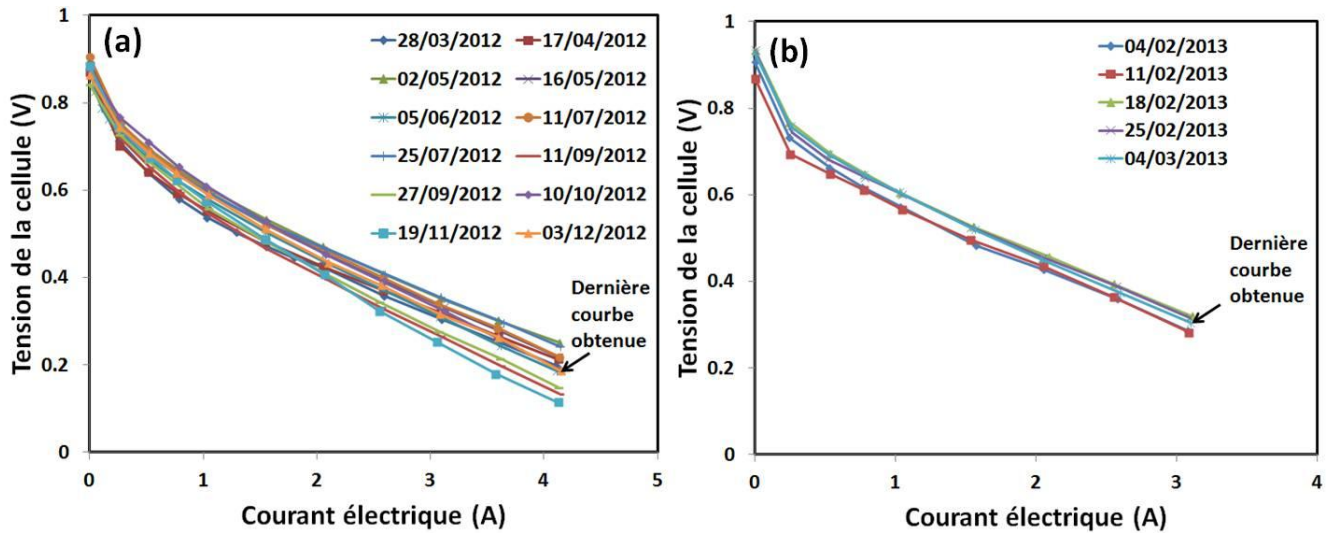 (a)
28/03/2012 17/04/2012
02/05/2012 16/05/2012
05/06/2012 11/07/2012
25/07/2012 11/09/2012
27/09/2012 10/10/2012
19/11/2012 03/12/2012
Dernière
courbe
obtenue
Tension de la cellule (V)
1
0.8
0.6
0.4
0.2
0
0 1 2 3 4 5
Courant électrique (A)
(b)
04/02/2013
11/02/2013
18/02/2013
25/02/2013
04/03/2013
Dernière
courbe
obtenue
Tension de la cellule (V)
1
0.8
0.6
0.4
0.2
0
0 1 2 3 4
Courant électrique (A)